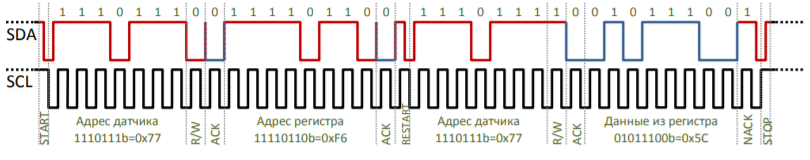 1 1 1 0 1 1 1 0 0 1 1 1 1 0 1 1 0 0 1 1 1 0 1 1 1 1 0 0 1 0 1 1 1 0 0 1
SDA
SCL
START
Адрес датчика
1110111b=0x77
R/W
ACK
Адрес регистра
11110110b=0xF6
ACK
RESTART
Адрес датчика
1110111b=0x77
R/W
ACK
Данные из регистра
01011100b=0x5C
NACK
STOP